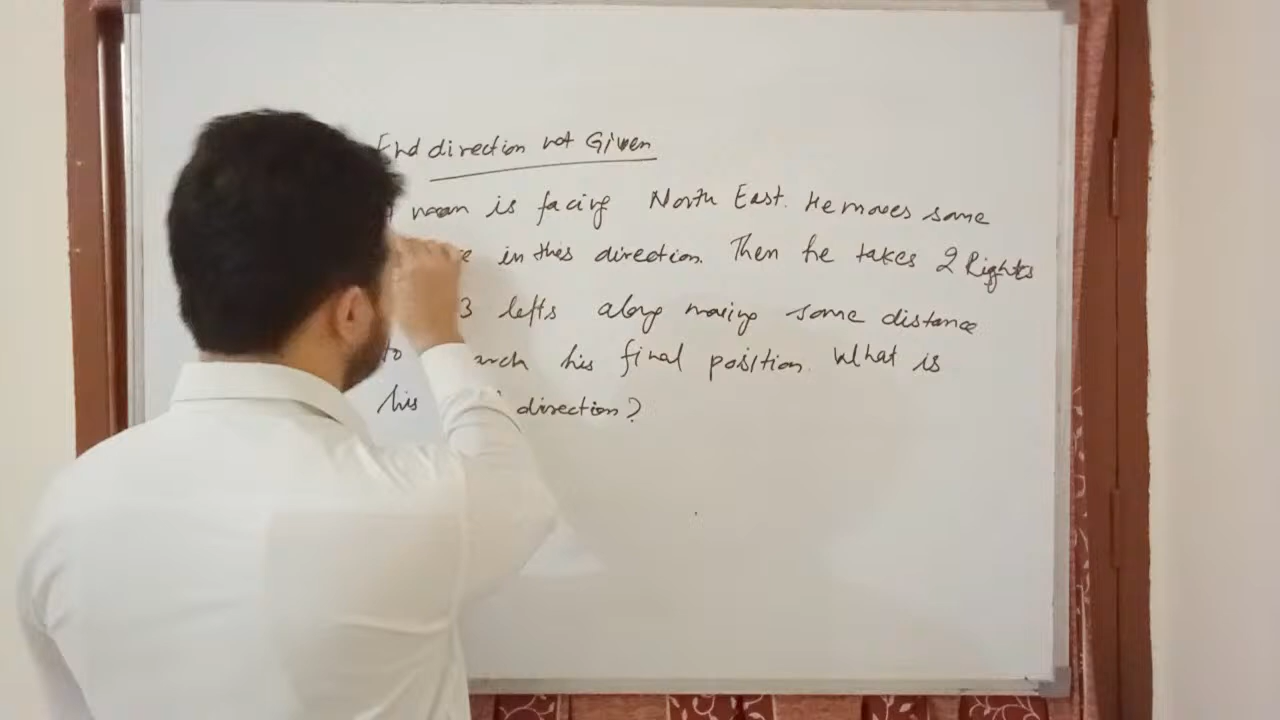 End direction not Given
man is facing North East. He moves some
in this direction. Then he takes 2 Rights
3 lefts along moving some distance
to his final position. What is
his direction?